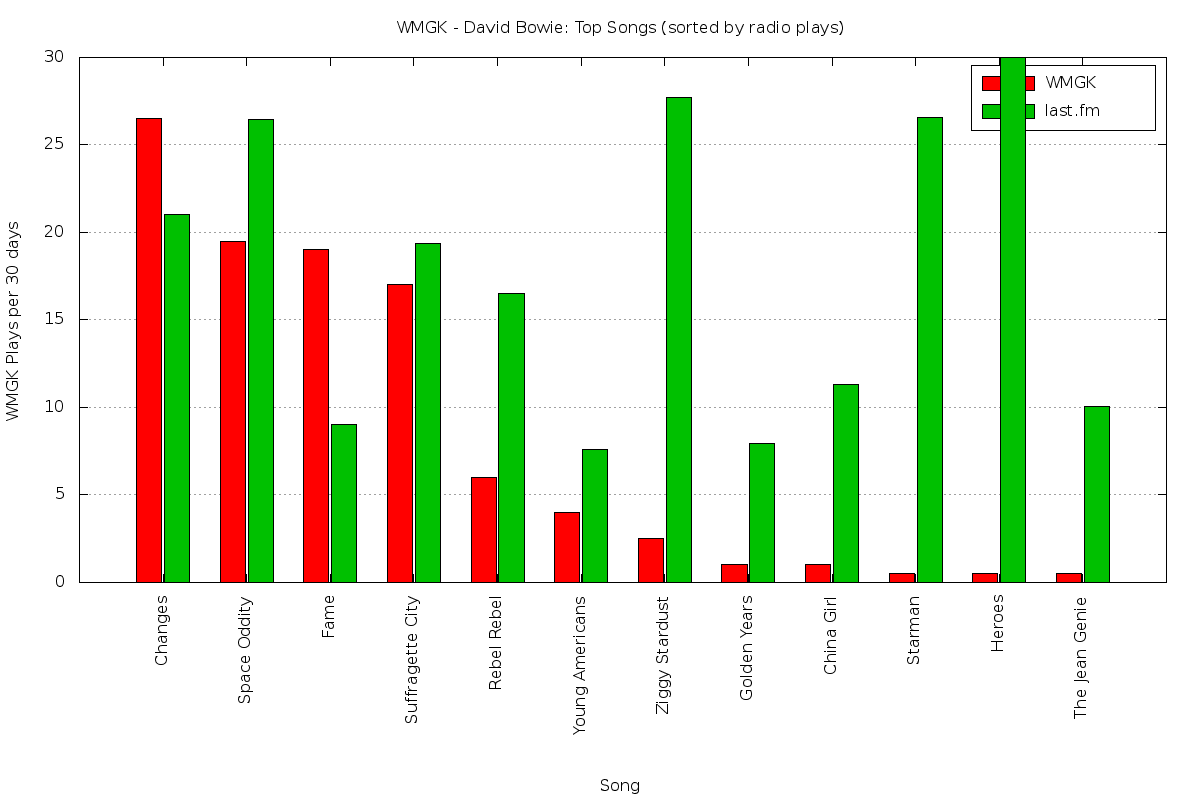 WMGK - David Bowie: Top Songs (sorted by radio plays)
30
25
20
15
10
5
0
WMGK Plays per 30 days
WMGK
last.fm
Changes
Space Oddity
Fame
Suffragette City
Rebel Rebel
Young Americans
Ziggy Stardust
Golden Years
China Girl
Starman
Heroes
The Jean Genie
Song